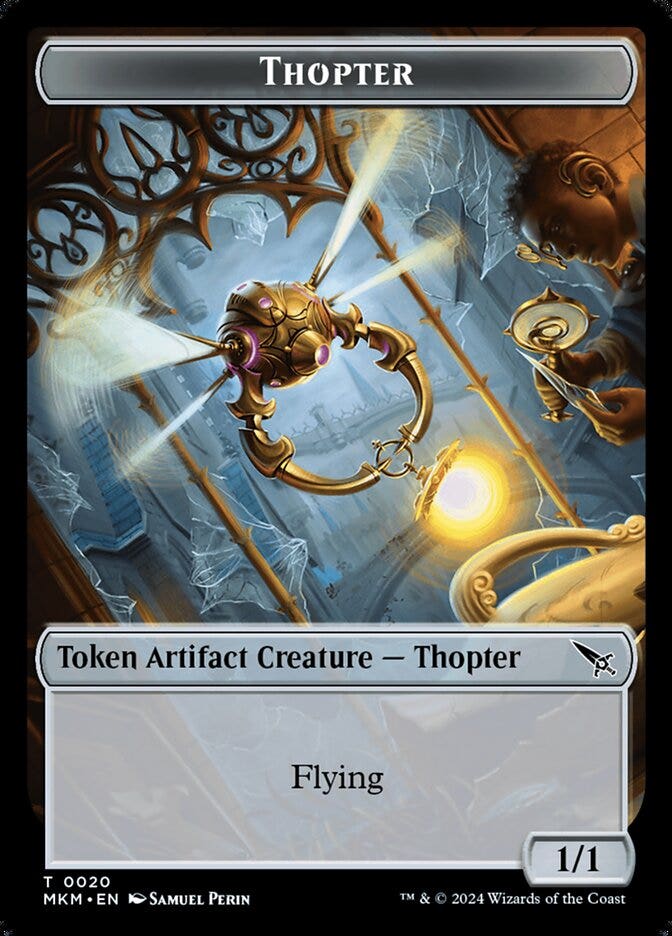 Thopter
Token Artifact Creature — Thopter
Flying
1/1
T 0020
MKM • EN Samuel Perin
™ & © 2024 Wizards of the Coast